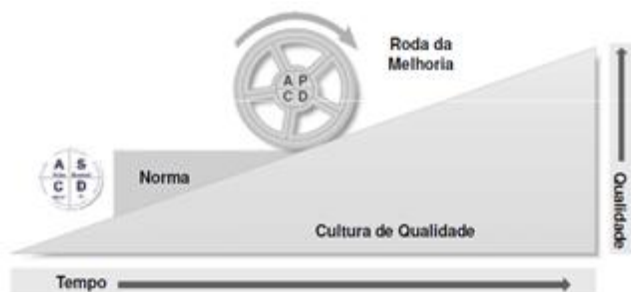 Roda da
Melhoria
A P
C D
A S
C D
Norma
Cultura de Qualidade
Qualidade
Tempo